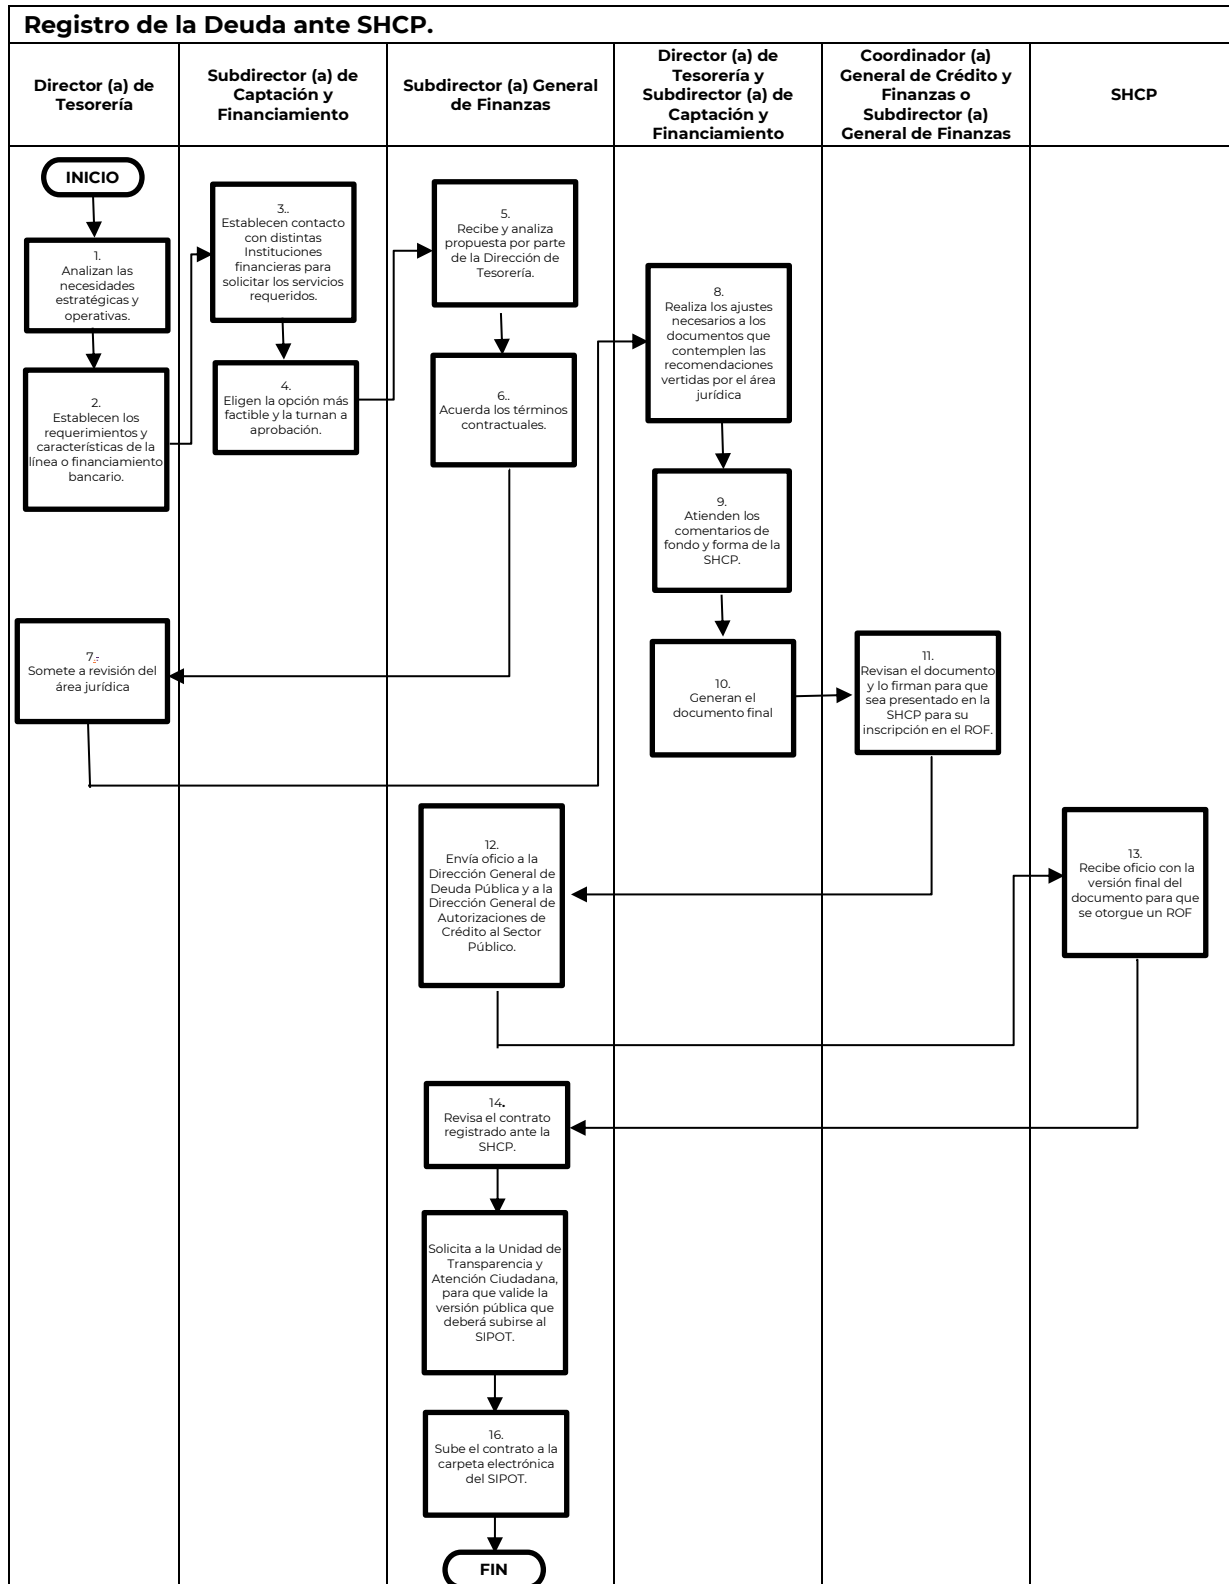 Registro de la Deuda ante SHCP.
Director (a) de
Tesorería
Subdirector (a) de
Captación y
Financiamiento
Subdirector (a) General
de Finanzas
Director (a) de
Tesorería y
Subdirector (a) de
Captación y
Financiamiento
Coordinador (a)
General de Crédito y
Finanzas o
Subdirector (a)
General de Finanzas
SHCP
INICIO
1.
Analizan las
necesidades
estratégicas y
operativas.
2.
Establecen los
requerimientos y
características de la
línea o financiamiento
bancario.
3..
Establecen contacto
con distintas
Instituciones
financieras para
solicitar los servicios
requeridos.
4.
Eligen la opción más
factible y la turnan a
aprobación.
5.
Recibe y analiza
propuesta por parte
de la Dirección de
Tesorería.
6..
Acuerda los términos
contractuales.
7.-
Somete a revisión del
área jurídica
8.
Realiza los ajustes
necesarios a los
documentos que
contemplen las
recomendaciones
vertidas por el área
jurídica
9.
Atienden los
comentarios de
fondo y forma de la
SHCP.
10.
Generan el
documento final
11.
Revisan el documento
y lo firman para que
sea presentado en la
SHCP para su
inscripción en el ROF.
12.
Envía oficio a la
Dirección General de
Deuda Pública y a la
Dirección General de
Autorizaciones de
Crédito al Sector
Público.
13.
Recibe oficio con la
versión final del
documento para que
se otorgue un ROF
14.
Revisa el contrato
registrado ante la
SHCP.
Solicita a la Unidad de
Transparencia y
Atención Ciudadana,
para que valide la
versión pública que
deberá subirse al
SIPOT.
16.
Sube el contrato a la
carpeta electrónica
del SIPOT.
FIN